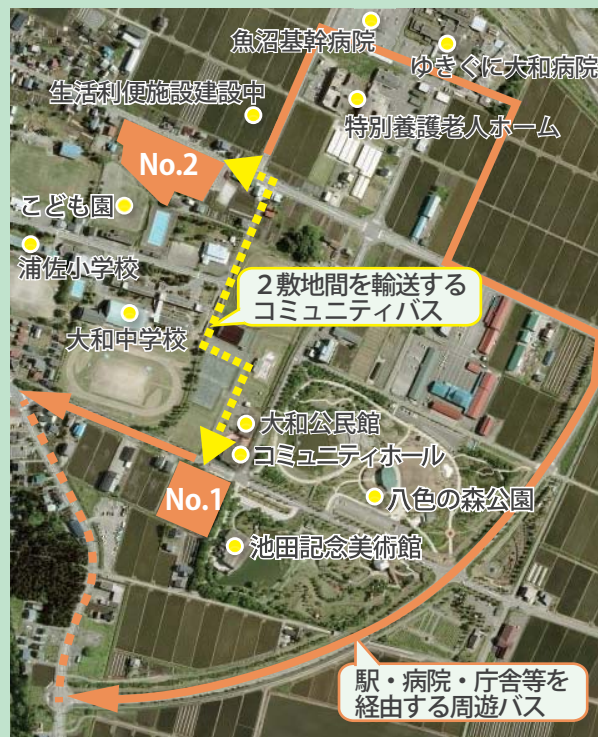 魚沼基幹病院
ゆきぐに大和病院
生活利便施設建設中
特別養護老人ホーム
No.2
こども園
浦佐小学校
2敷地間を輸送する
コミュニティバス
大和中学校
大和公民館
コミュニティホール
No.1
八色の森公園
池田記念美術館
駅・病院・庁舎等を
経由する周遊バス